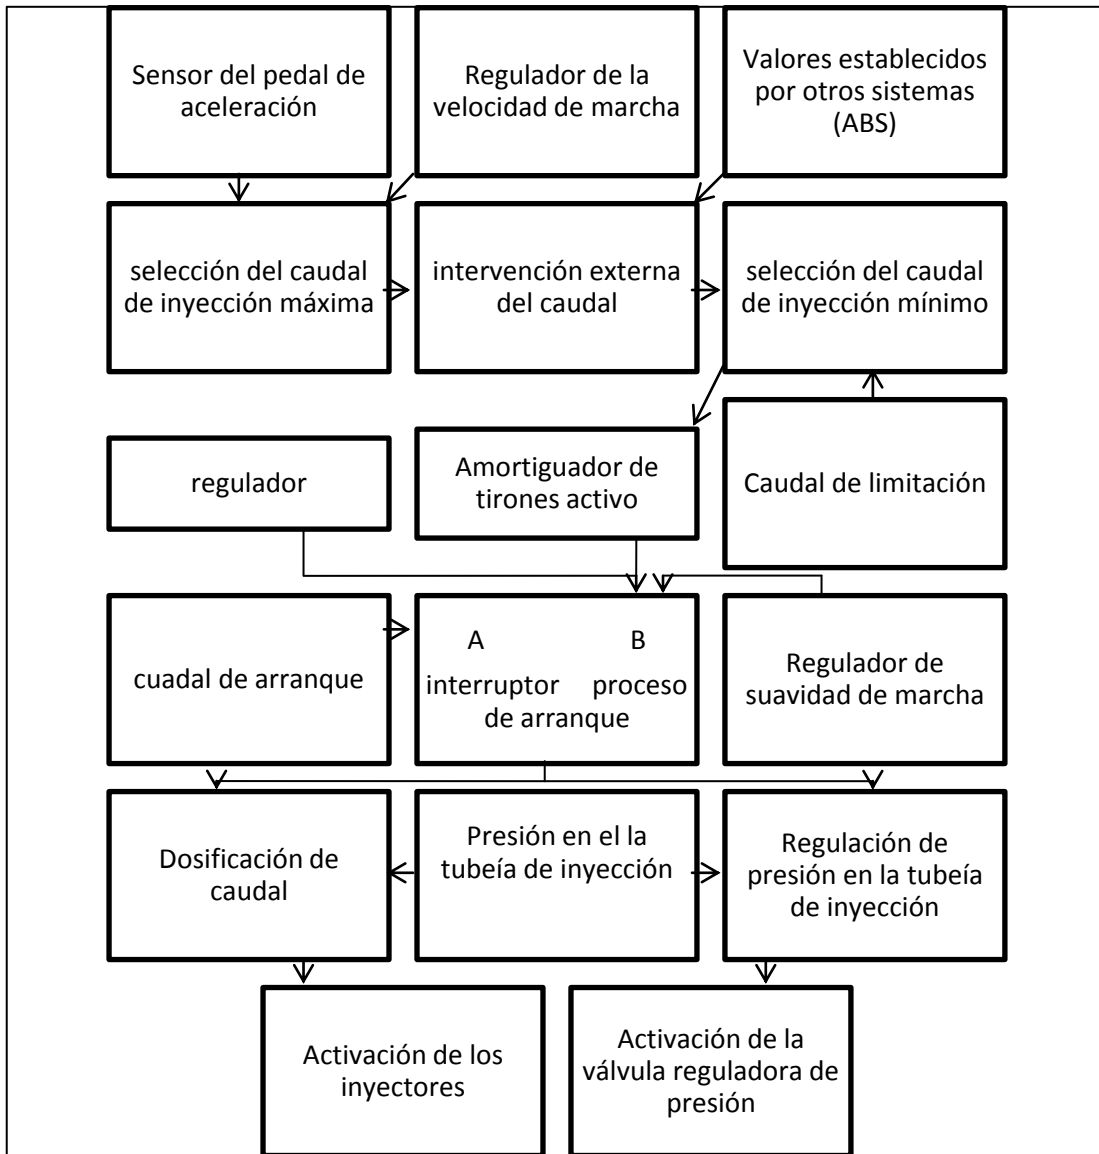 Sensor del pedal de
aceleración
Regulador de la
velocidad de marcha
Valores establecidos
por otros sistemas
(ABS)
selección del caudal
de inyección máxima
intervención externa
del caudal
selección del caudal
de inyección mínimo
regulador
Amortiguador de
tirones activo
Caudal de limitación
cuadal de arranque
A B
interruptor proceso
de arranque
Regulador de
suavidad de marcha
Dosificación de
caudal
Presión en el la
tubeía de inyección
Regulación de
presión en la tubeía
de inyección
Activación de los
inyectores
Activación de la
válvula reguladora de
presión